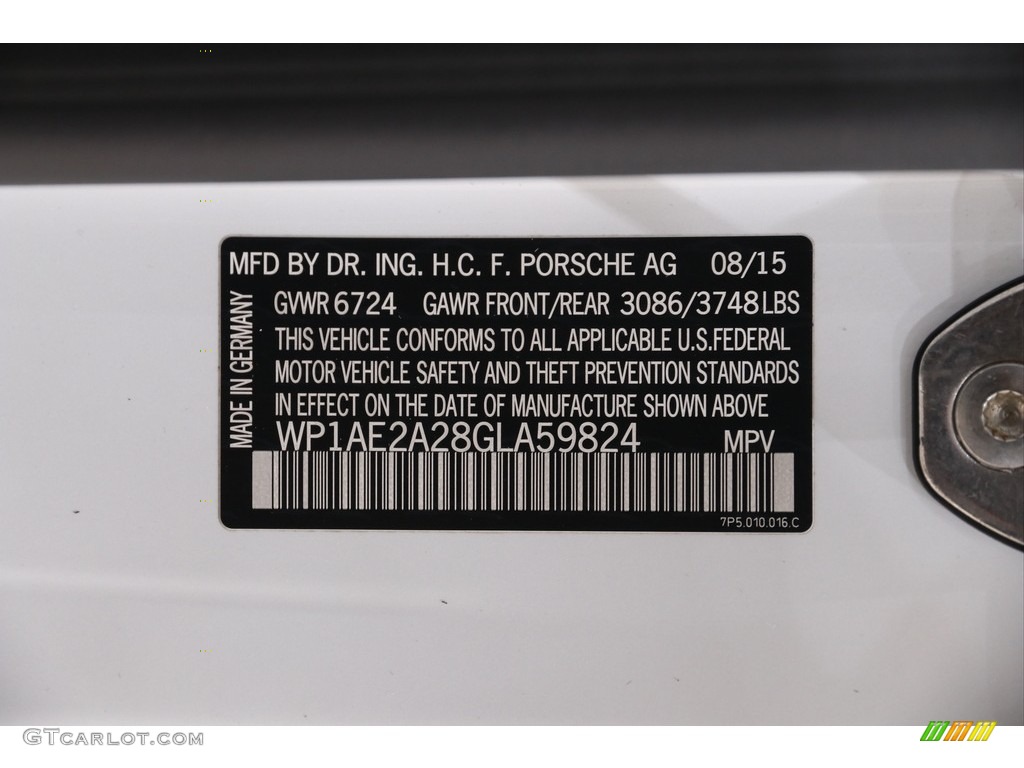 MFD BY DR. ING. H.C. F. PORSCHE AG 08/15
GVWR 6724 GAWR FRONT/REAR 3086/3748LBS
THIS VEHICLE CONFORMS TO ALL APPLICABLE U.S.FEDERAL
MOTOR VEHICLE SAFETY AND THEFT PREVENTION STANDARDS
IN EFFECT ON THE DATE OF MANUFACTURE SHOWN ABOVE
MADE IN GERMANY
WP1AE2A28GLA59824 MPV
7P5.010.016.C
GTCARLOT.COM